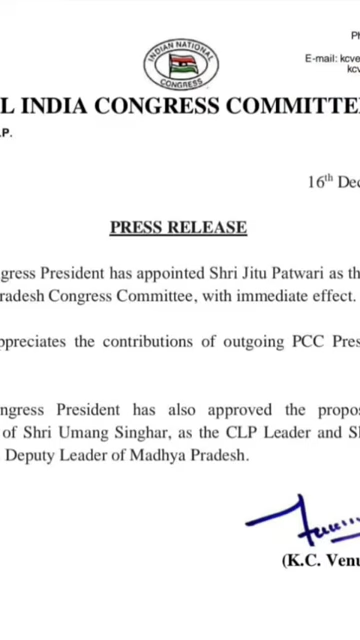 Ph
E-mail: kcve
kcv
INDIAN NATIONAL
CONGRESS
L INDIA CONGRESS COMMITTEE
.P.
16th Dec
PRESS RELEASE
gress President has appointed Shri Jitu Patwari as th
radesh Congress Committee, with immediate effect.
ppreciates the contributions of outgoing PCC Pres
ngress President has also approved the propos
of Shri Umang Singhar, as the CLP Leader and S
Deputy Leader of Madhya Pradesh.
(K.C. Venu